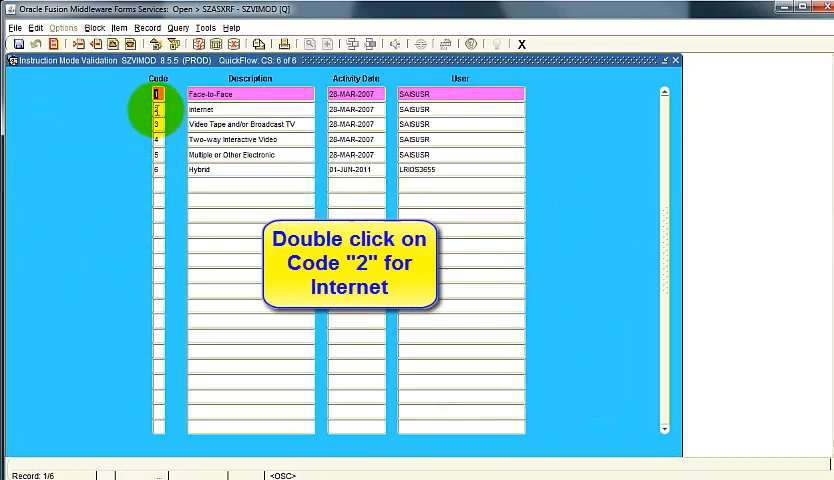 Oracle Fusion Middleware Forms Services: Open > SZASXRF - SZVIMOD [Q]
File Edit Options Block Item Record Query Tools Help
X
Instruction Mode Validation SZVIMOD 8.5.5 (PROD) QuickFlow: CS: 6 of 6
Code Description Activity Date User
1 Face-to-Face 28-MAR-2007 SAISUSR
2 Internet 28-MAR-2007 SAISUSR
3 Video Tape and/or Broadcast TV 28-MAR-2007 SAISUSR
4 Two-way Interactive Video 28-MAR-2007 SAISUSR
5 Multiple or Other Electronic 28-MAR-2007 SAISUSR
6 Hybrid 01-JUN-2011 LRIOS3655
Double click on
Code "2" for
Internet
Record: 1/6 ... <OSC>